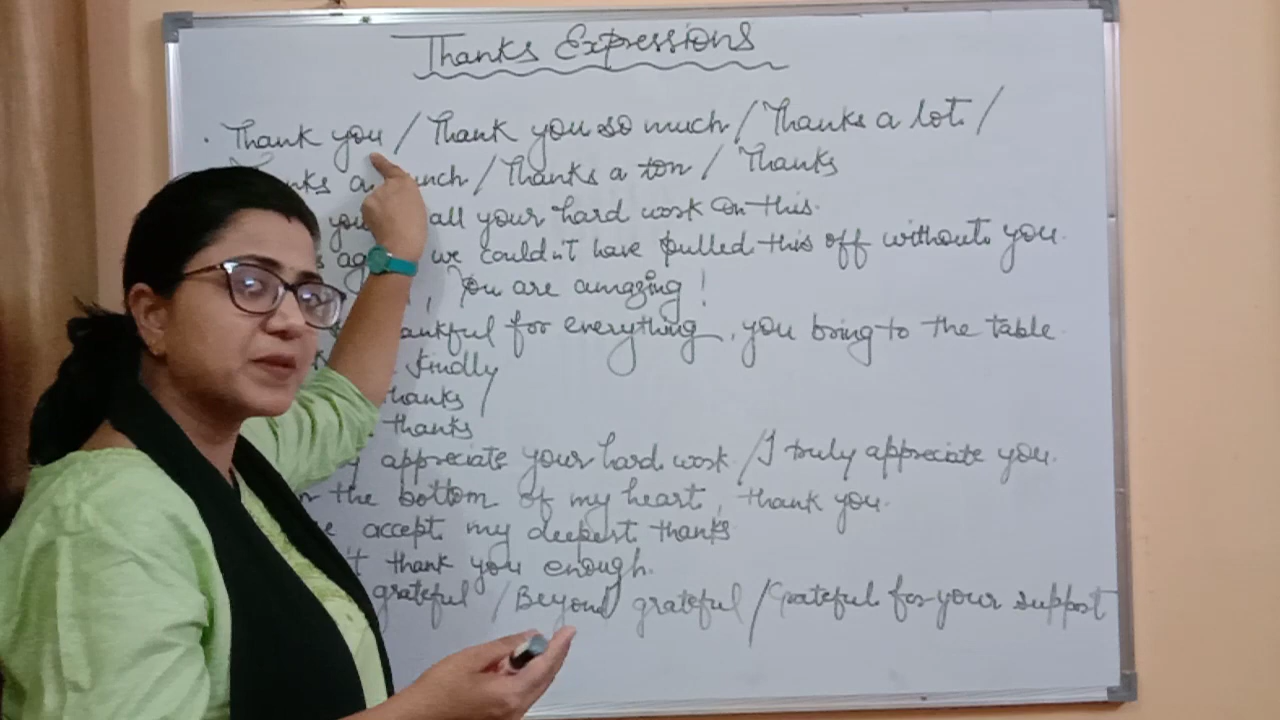 Thanks Expressions
· Thank you / Thank you so much / Thanks a lot. /
a / Thanks a ton / Thanks
you all your hard work on this.
we couldn't have pulled this off without you.
, You are amazing!
for everything, you bring to the table.
kindly
/
thanks
appreciate your hard work / I truly appreciate you.
the bottom of my heart, thank you.
accept my deepest thanks
thank you enough.
grateful / Beyond grateful / Grateful for your support